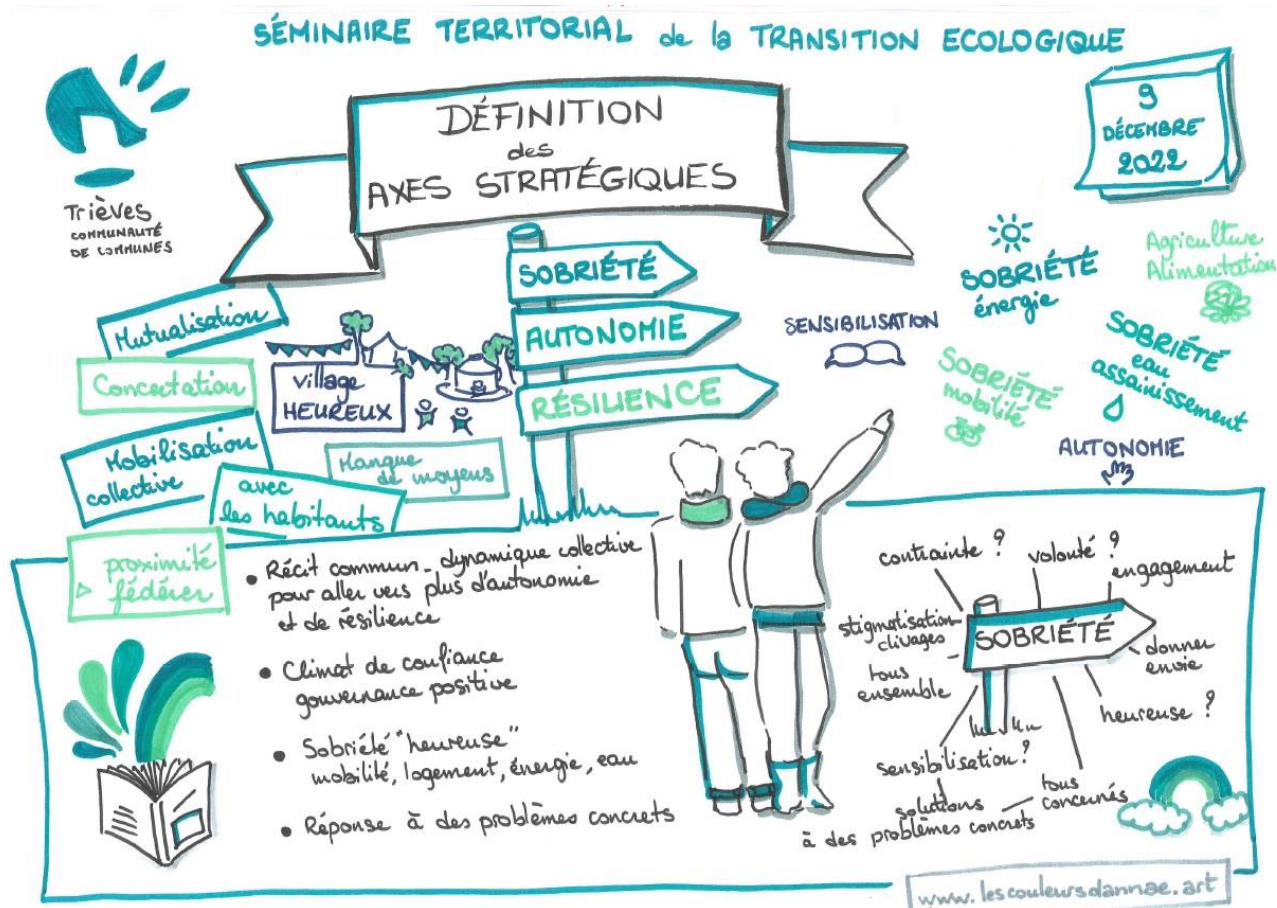 SÉMINAIRE TERRITORIAL de la TRANSITION ECOLOGIQUE
Trièves
COMMUNAUTÉ
DE COMMUNES
DÉFINITION
des
AXES STRATÉGIQUES
9
DÉCEMBRE
2022
SOBRIÉTÉ
AUTONOMIE
RÉSILIENCE
Mutualisation
Concertation
Mobilisation
collective
avec
les habitants
proximité
fédérer
village
HEUREUX
Manque
de moyens
SENSIBILISATION
SOBRIÉTÉ
énergie
Agriculture
Alimentation
SOBRIÉTÉ
mobilité
SOBRIÉTÉ
eau
assainissement
AUTONOMIE
• Récit commun - dynamique collective
pour aller vers plus d'autonomie
et de résilience
• Climat de confiance
gouvernance positive
• Sobriété "heureuse"
mobilité, logement, énergie, eau
• Réponse à des problèmes concrets
contrainte ?
volonté ?
engagement
stigmatisation
clivages
SOBRIÉTÉ
donner
envie
tous
ensemble
heureuse ?
sensibilisation ?
tous
concernés
solutions
à des problèmes concrets
www.lescouleursdannae.art